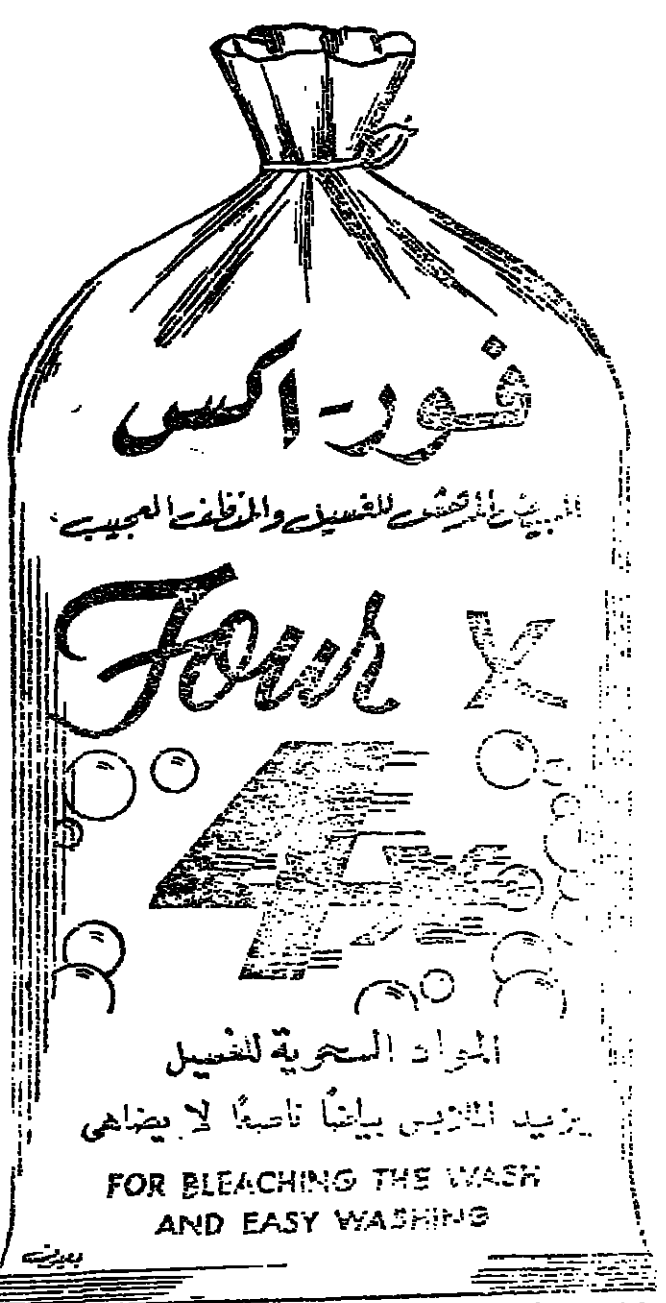 فور-اكس
المبيض المدهش للغسيل والمنظف العجيب
Four X
4x
المواد السحرية للغسيل
يزيد الملابس بياضاً ناصعاً لا يضاهى
FOR BLEACHING THE WASH
AND EASY WASHING